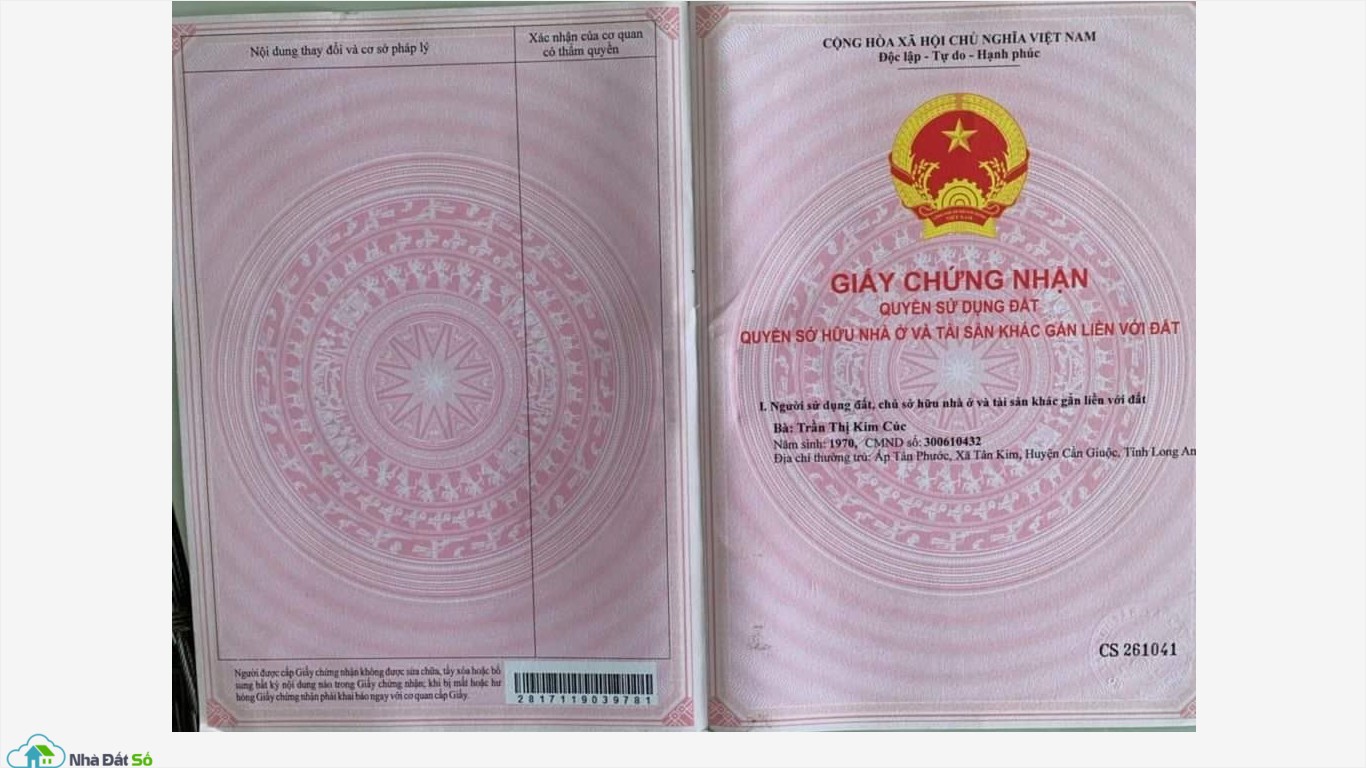 Nội dung thay đổi và cơ sở pháp lý
Xác nhận của cơ quan
có thẩm quyền
Người được cấp Giấy chứng nhận không được sửa chữa, tẩy xóa hoặc bổ
sung bất kỳ nội dung nào trong Giấy chứng nhận; khi bị mất hoặc hư
hỏng Giấy chứng nhận phải khai báo ngay với cơ quan cấp Giấy.
2817119039781
CỘNG HÒA XÃ HỘI CHỦ NGHĨA VIỆT NAM
Độc lập - Tự do - Hạnh phúc
GIẤY CHỨNG NHẬN
QUYỀN SỬ DỤNG ĐẤT
QUYỀN SỞ HỮU NHÀ Ở VÀ TÀI SẢN KHÁC GẮN LIỀN VỚI ĐẤT
I. Người sử dụng đất, chủ sở hữu nhà ở và tài sản khác gắn liền với đất
Bà: Trần Thị Kim Cúc
Năm sinh: 1970, CMND số: 300610432
Địa chỉ thường trú: Ấp Tân Phước, Xã Tân Kim, Huyện Cần Giuộc, Tỉnh Long An
CS 261041
Nhà Đất Số